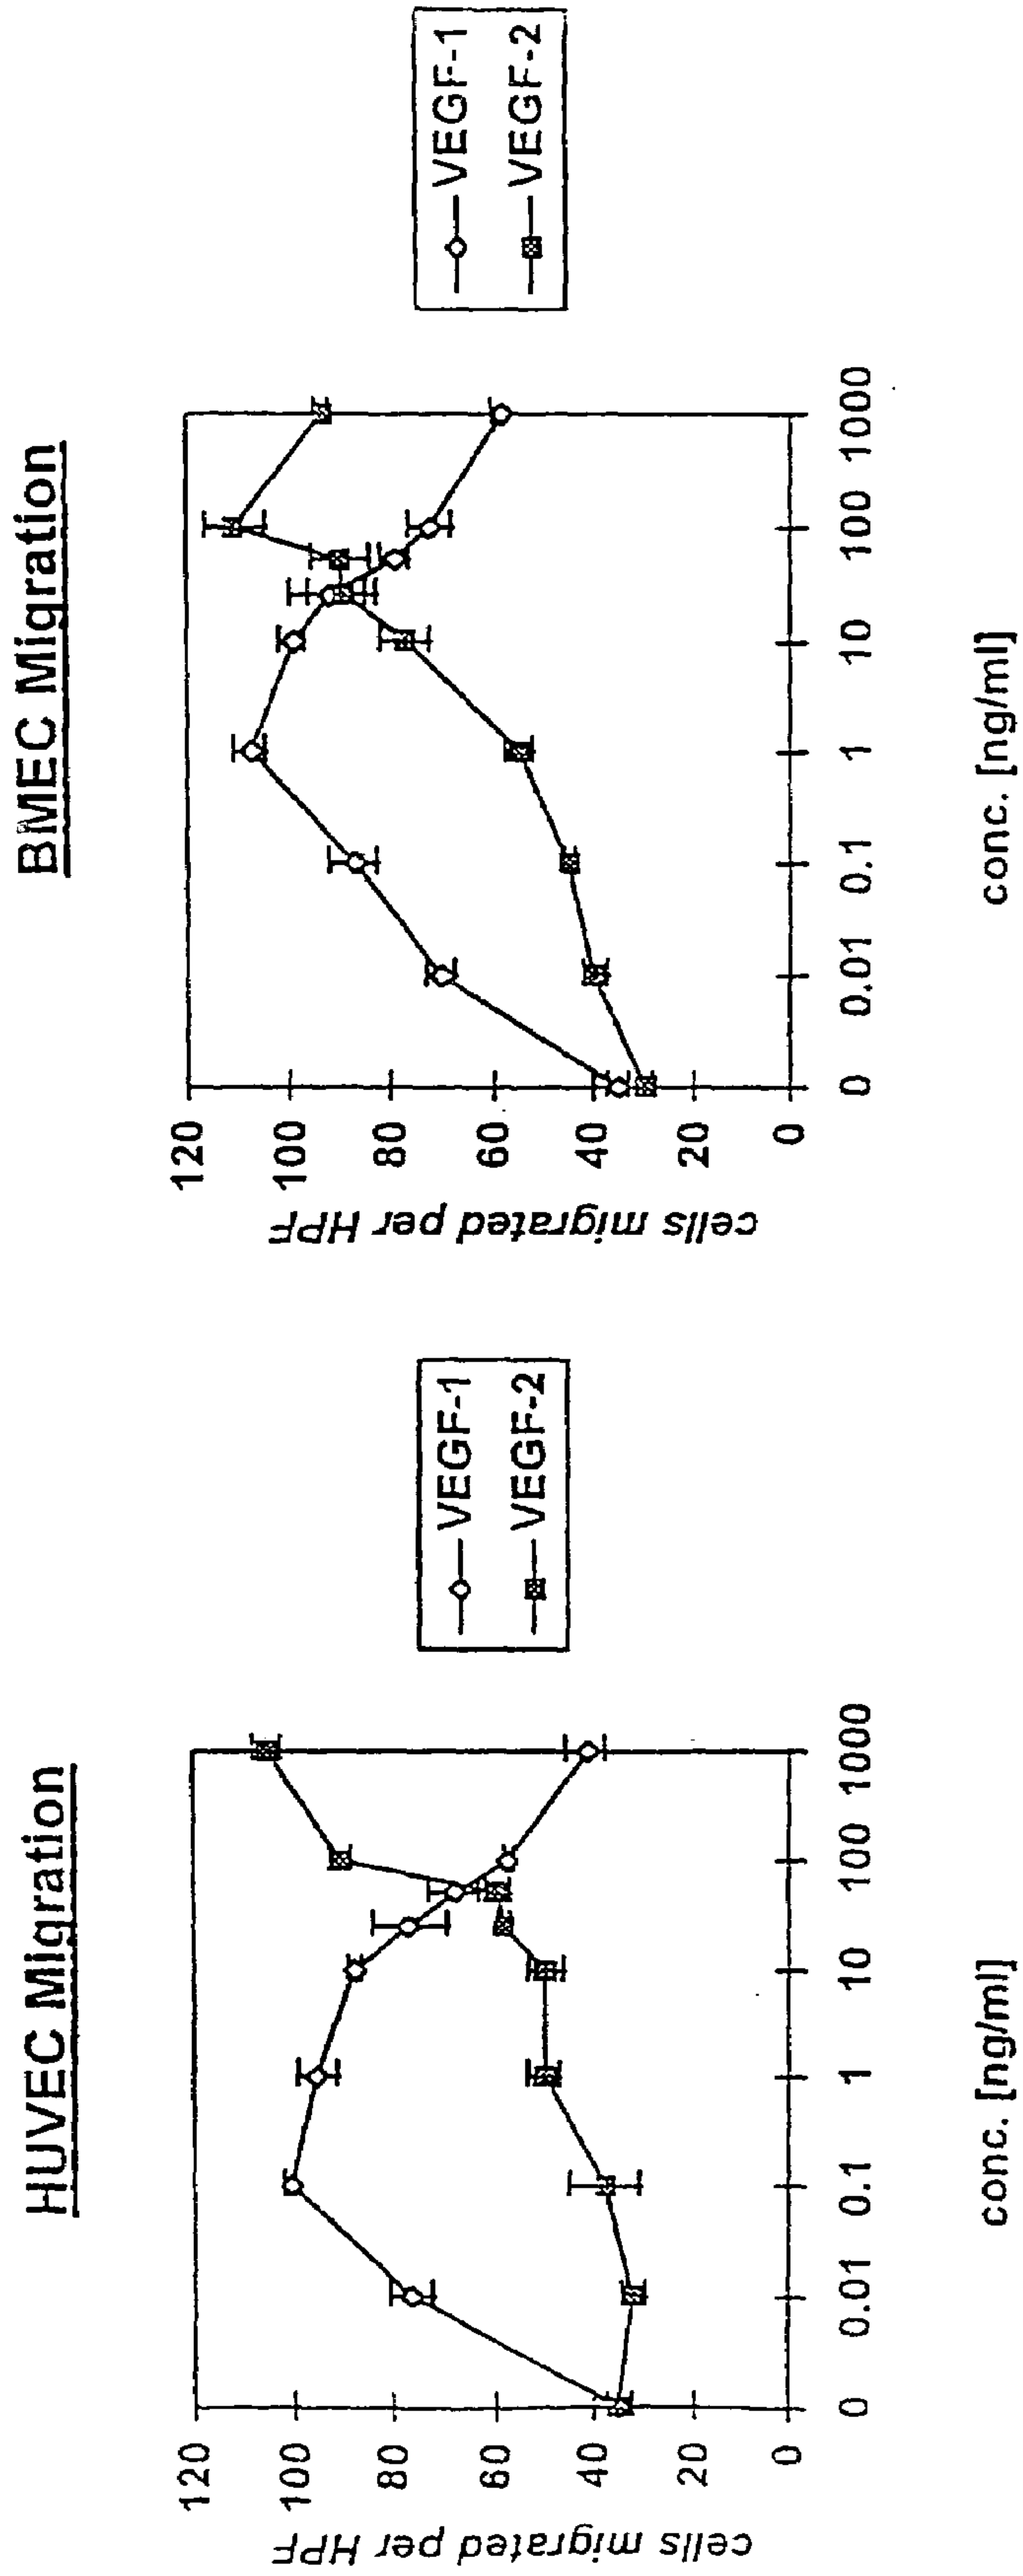 HUVEC Migration
cells migrated per HPF
120
100
80
60
40
20
0
0
0.01
0.1
1
10
100
1000
conc. [ng/ml]
VEGF-1
VEGF-2
BMEC Migration
cells migrated per HPF
120
100
80
60
40
20
0
0
0.01
0.1
1
10
100
1000
conc. [ng/ml]
VEGF-1
VEGF-2